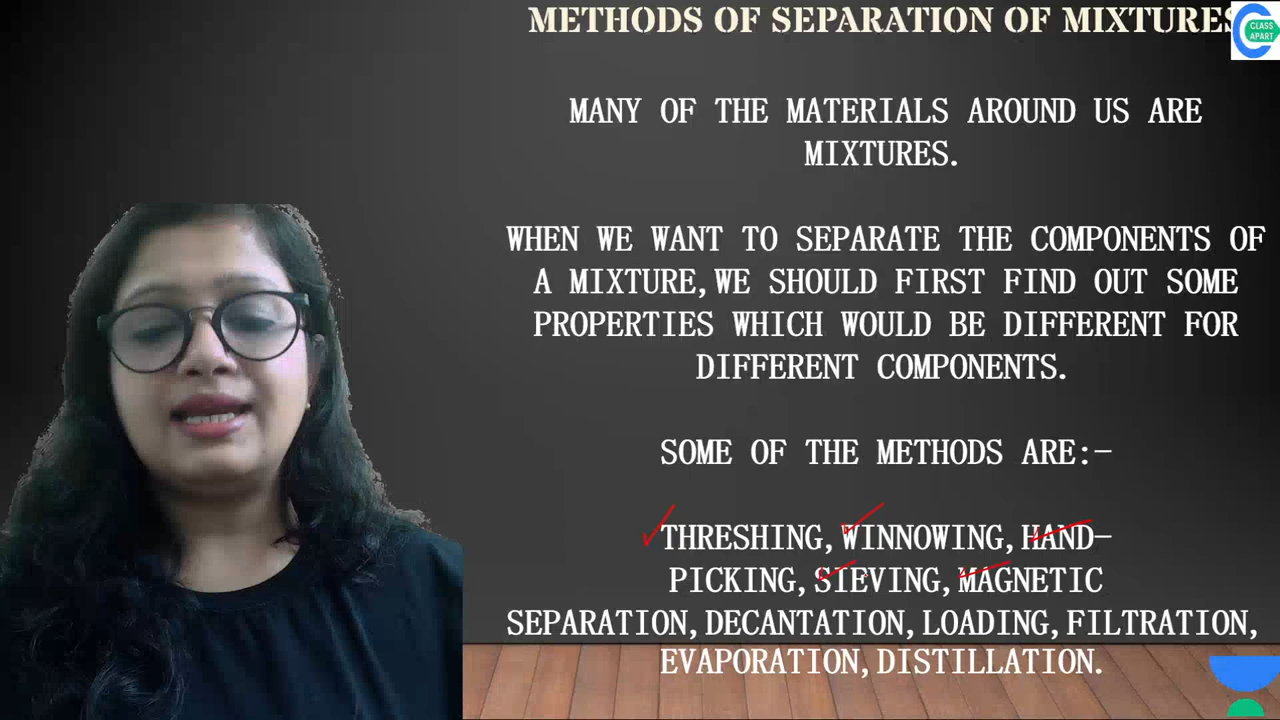 METHODS OF SEPARATION OF MIXTURES
CLASS
APART
MANY OF THE MATERIALS AROUND US ARE
MIXTURES.
WHEN WE WANT TO SEPARATE THE COMPONENTS OF
A MIXTURE,WE SHOULD FIRST FIND OUT SOME
PROPERTIES WHICH WOULD BE DIFFERENT FOR
DIFFERENT COMPONENTS.
SOME OF THE METHODS ARE:-
THRESHING,WINNOWING,HAND-
PICKING,SIEVING,MAGNETIC
SEPARATION,DECANTATION,LOADING,FILTRATION,
EVAPORATION,DISTILLATION.